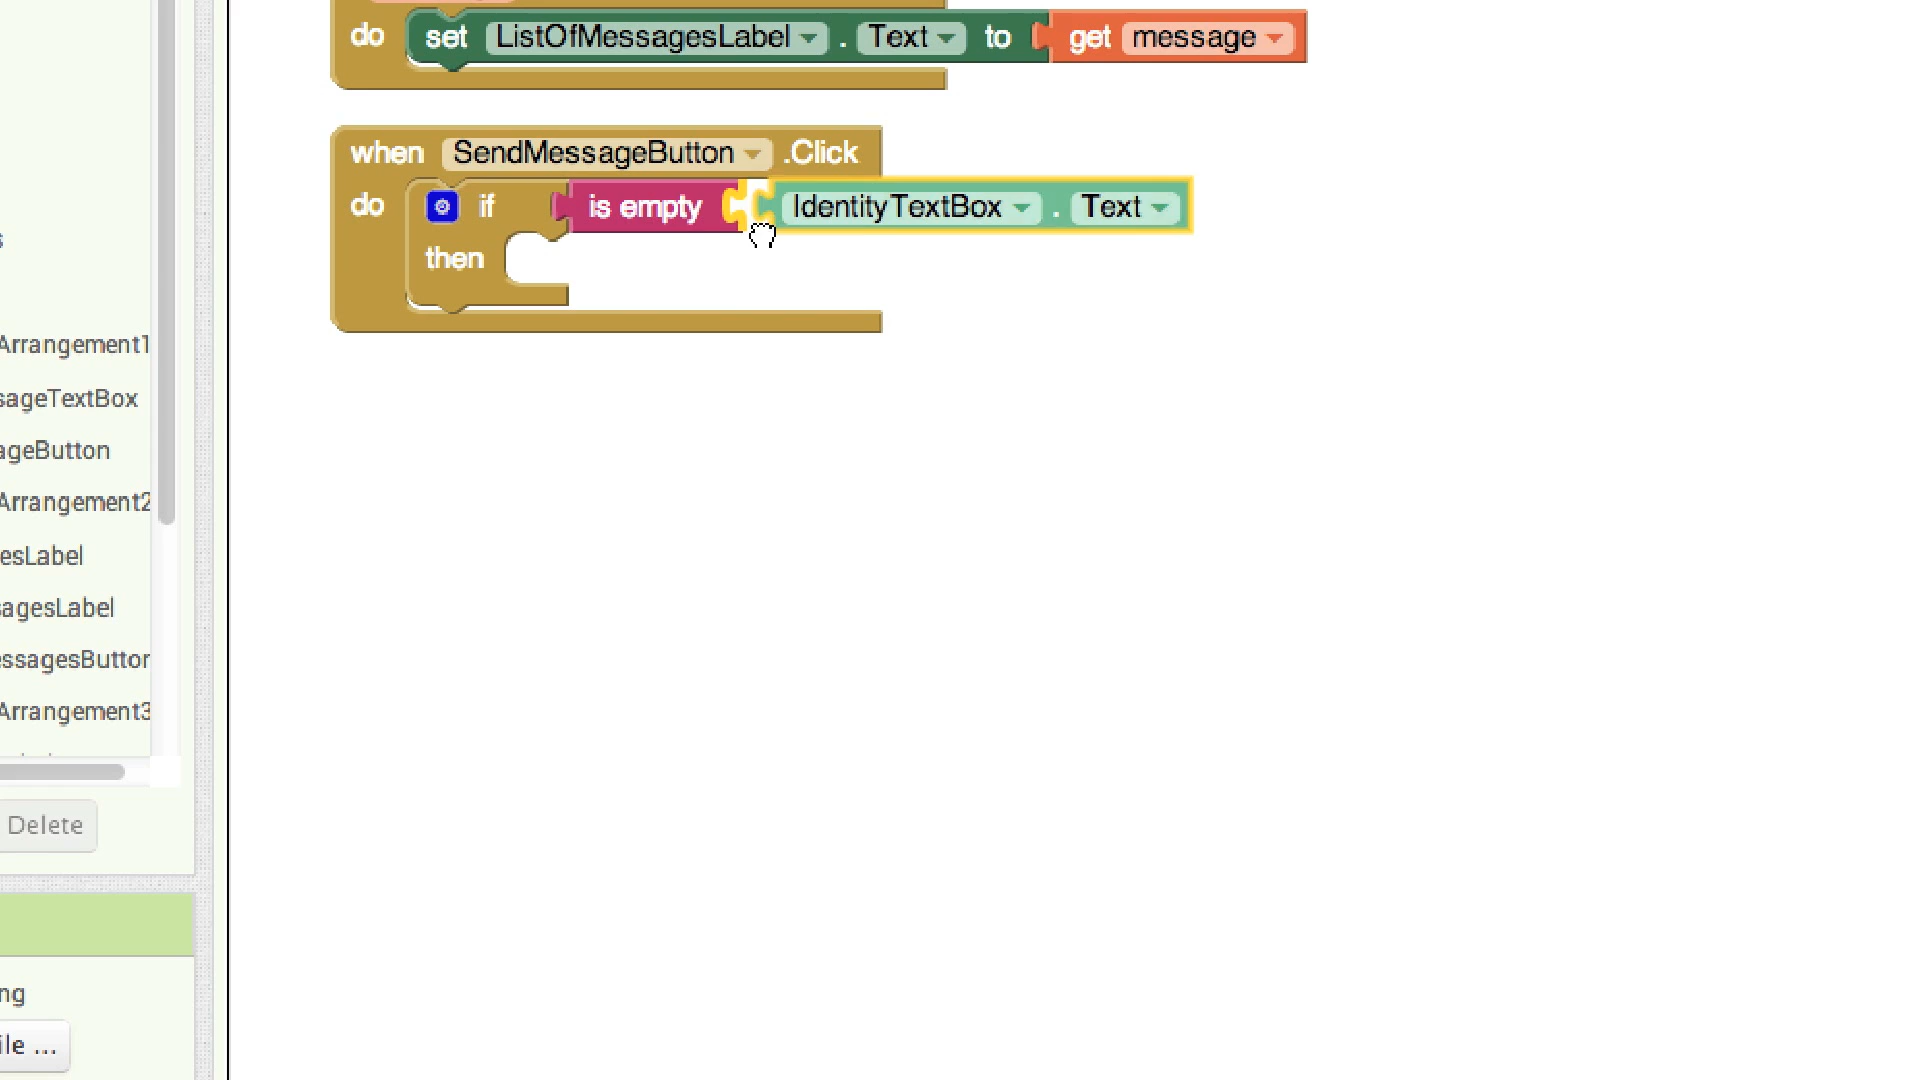 do set ListOfMessagesLabel . Text to get message
when SendMessageButton .Click
do if is empty IdentityTextBox . Text
then
s
Arrangement1
sageTextBox
ageButton
Arrangement2
esLabel
sagesLabel
essagesButton
Arrangement3
Delete
ng
ile ...